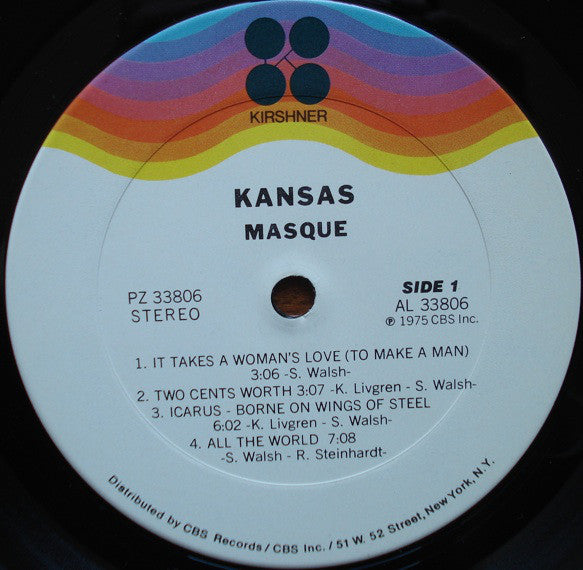 KIRSHNER
KANSAS
MASQUE
PZ 33806
STEREO
SIDE 1
AL 33806
℗ 1975 CBS Inc.
1. IT TAKES A WOMAN'S LOVE (TO MAKE A MAN)
3:06 -S. Walsh-
2. TWO CENTS WORTH 3:07 -K. Livgren - S. Walsh-
3. ICARUS - BORNE ON WINGS OF STEEL
6:02 -K. Livgren - S. Walsh-
4. ALL THE WORLD 7:08
-S. Walsh - R. Steinhardt-
Distributed by CBS Records / CBS Inc. / 51 W. 52 Street, New York, N.Y.